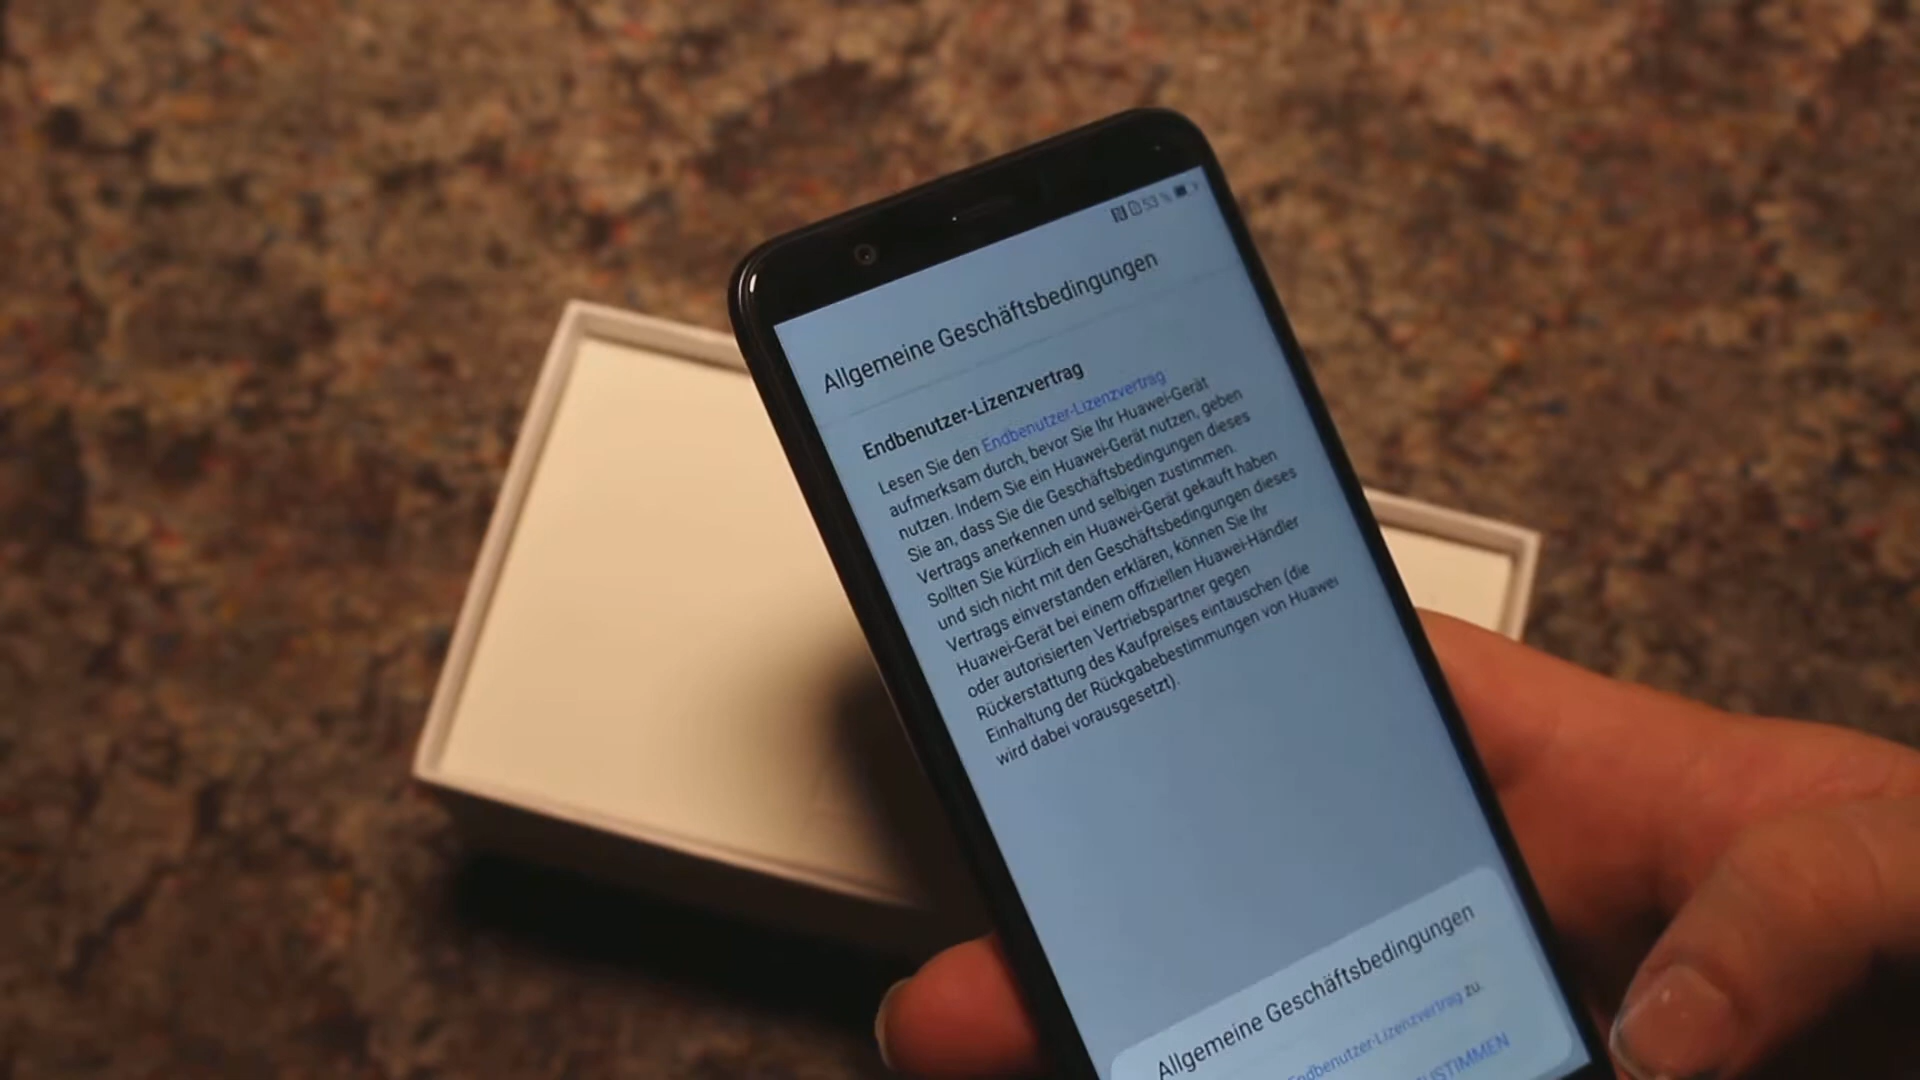 53 %
Allgemeine Geschäftsbedingungen
Endbenutzer-Lizenzvertrag
Lesen Sie den Endbenutzer-Lizenzvertrag
aufmerksam durch, bevor Sie Ihr Huawei-Gerät
nutzen. Indem Sie ein Huawei-Gerät nutzen, geben
Sie an, dass Sie die Geschäftsbedingungen dieses
Vertrags anerkennen und selbigen zustimmen.
Sollten Sie kürzlich ein Huawei-Gerät gekauft haben
und sich nicht mit den Geschäftsbedingungen dieses
Vertrags einverstanden erklären, können Sie Ihr
Huawei-Gerät bei einem offiziellen Huawei-Händler
oder autorisierten Vertriebspartner gegen
Rückerstattung des Kaufpreises eintauschen (die
Einhaltung der Rückgabebestimmungen von Huawei
wird dabei vorausgesetzt).
Allgemeine Geschäftsbedingungen
Endbenutzer-Lizenzvertrag zu.